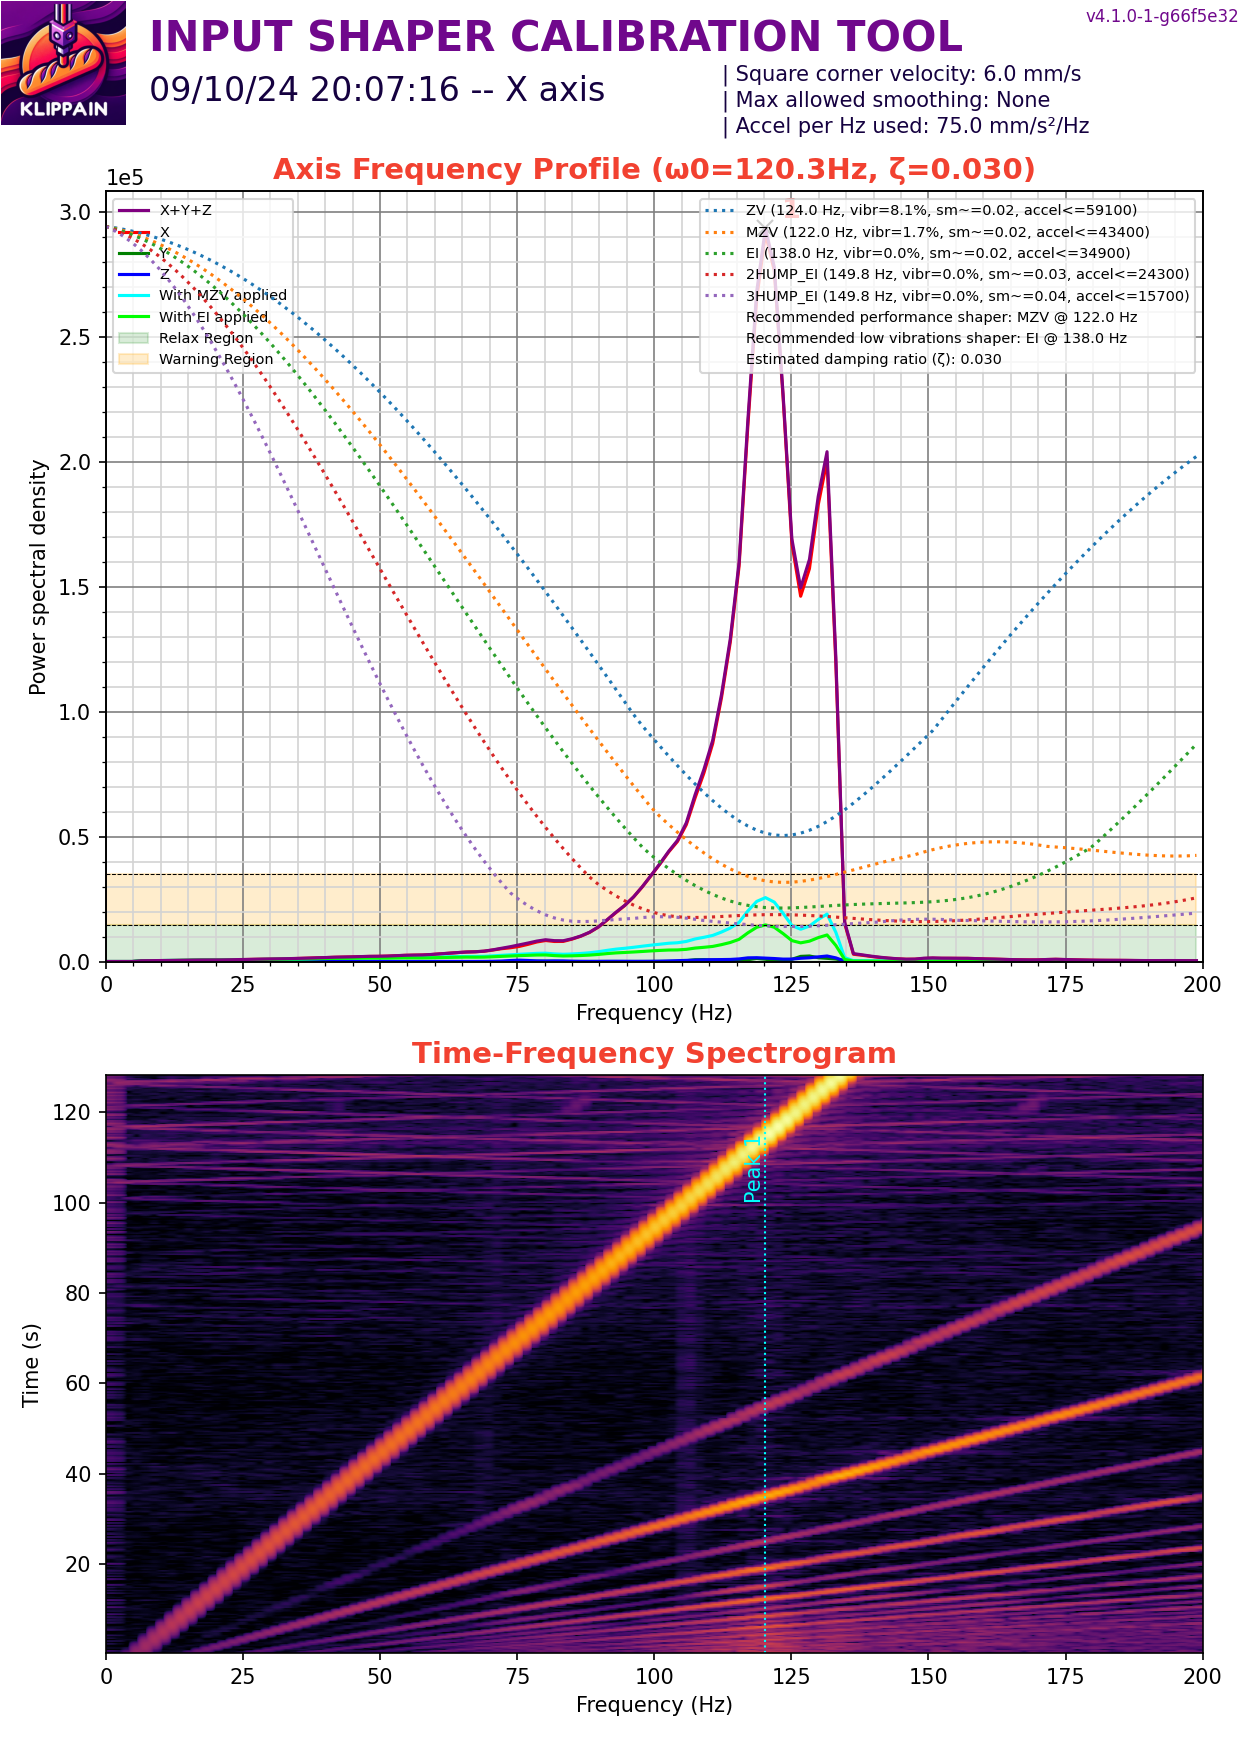 v4.1.0-1-g66f5e32
INPUT SHAPER CALIBRATION TOOL
09/10/24 20:07:16 -- X axis
| Square corner velocity: 6.0 mm/s
| Max allowed smoothing: None
| Accel per Hz used: 75.0 mm/s²/Hz
KLIPPAIN
Axis Frequency Profile (ω0=120.3Hz, ζ=0.030)
1e5
3.0
2.5
2.0
1.5
1.0
0.5
0.0
Power spectral density
X+Y+Z
X
Y
Z
With MZV applied
With EI applied
Relax Region
Warning Region
1
ZV (124.0 Hz, vibr=8.1%, sm~=0.02, accel<=59100)
MZV (122.0 Hz, vibr=1.7%, sm~=0.02, accel<=43400)
EI (138.0 Hz, vibr=0.0%, sm~=0.02, accel<=34900)
2HUMP_EI (149.8 Hz, vibr=0.0%, sm~=0.03, accel<=24300)
3HUMP_EI (149.8 Hz, vibr=0.0%, sm~=0.04, accel<=15700)
Recommended performance shaper: MZV @ 122.0 Hz
Recommended low vibrations shaper: EI @ 138.0 Hz
Estimated damping ratio (ζ): 0.030
0 25 50 75 100 125 150 175 200
Frequency (Hz)
Time-Frequency Spectrogram
120
100
80
60
40
20
Time (s)
Peak 1
0 25 50 75 100 125 150 175 200
Frequency (Hz)